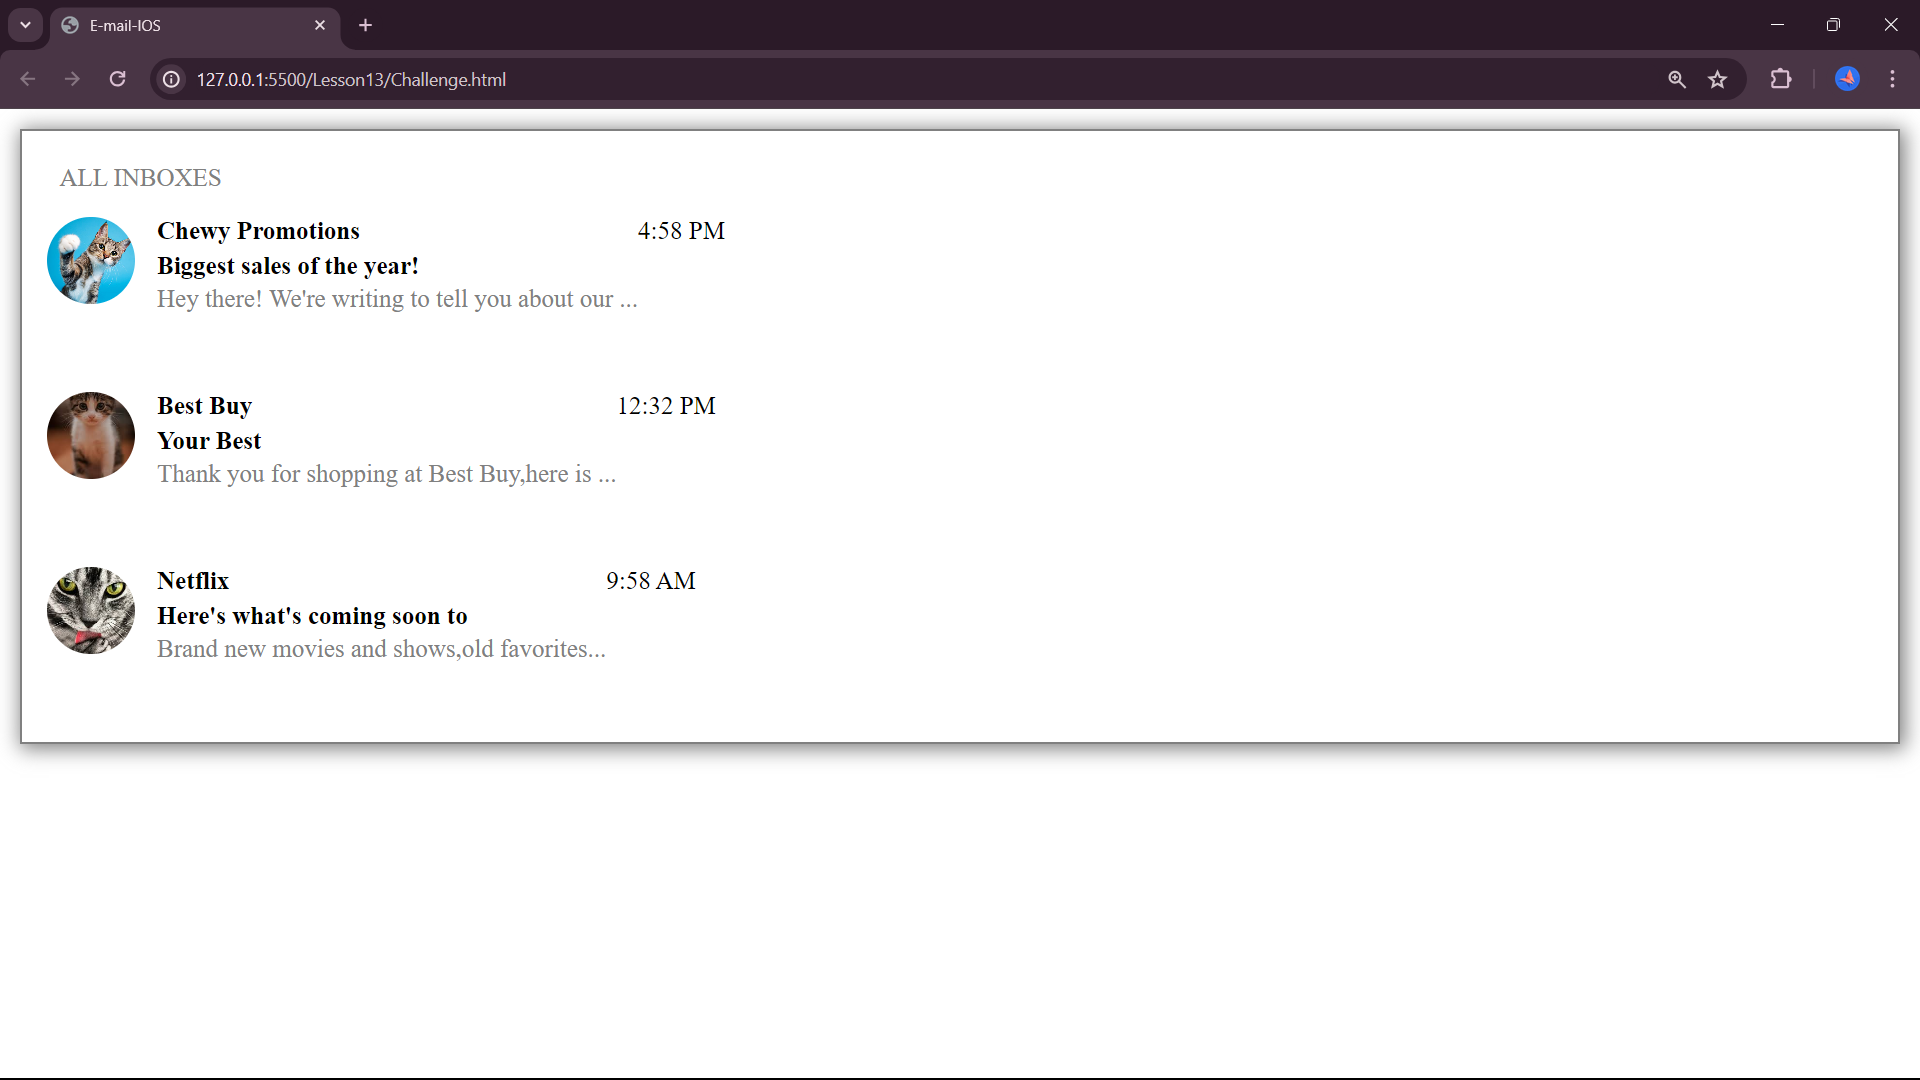 E-mail-IOS
127.0.0.1:5500/Lesson13/Challenge.html
ALL INBOXES
Chewy Promotions 4:58 PM
Biggest sales of the year!
Hey there! We're writing to tell you about our ...
Best Buy 12:32 PM
Your Best
Thank you for shopping at Best Buy,here is ...
Netflix 9:58 AM
Here's what's coming soon to
Brand new movies and shows,old favorites...